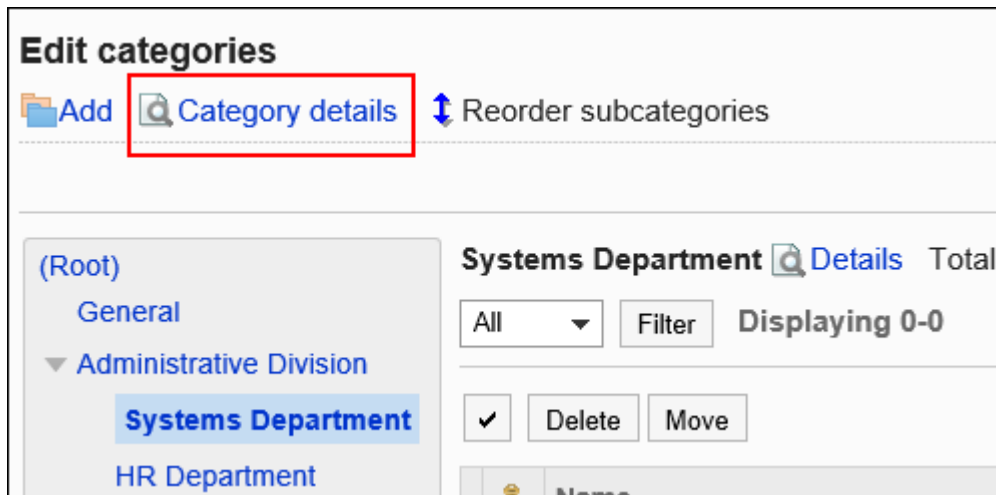 Edit categories
Add Category details Reorder subcategories
(Root)
General
Administrative Division
Systems Department
HR Department
Systems Department Details Total
All Filter Displaying 0-0
Delete Move
Name